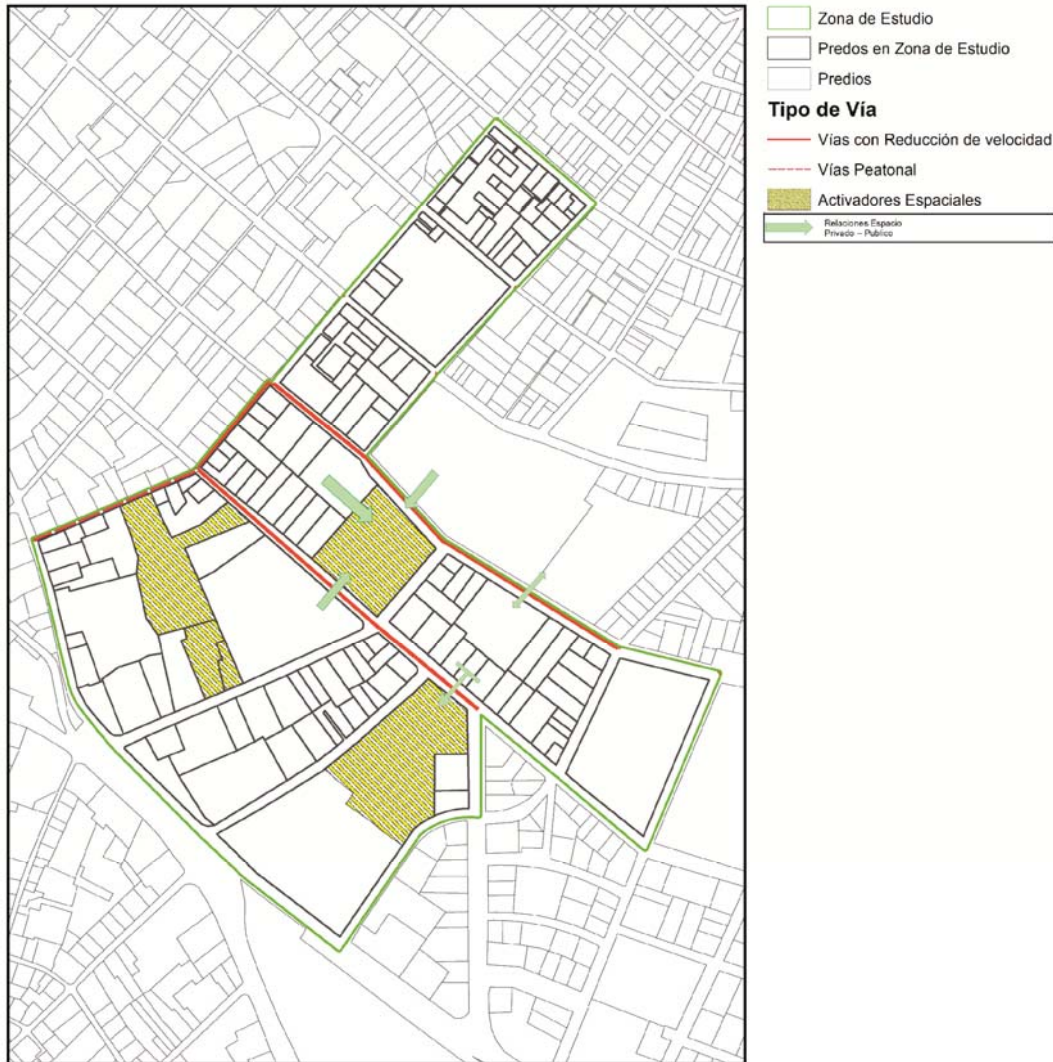 Zona de Estudio
Predos en Zona de Estudio
Predios
Tipo de Vía
Vías con Reducción de velocidad
Vías Peatonal
Activadores Espaciales
Relaciones Espacio
Privado – Publico